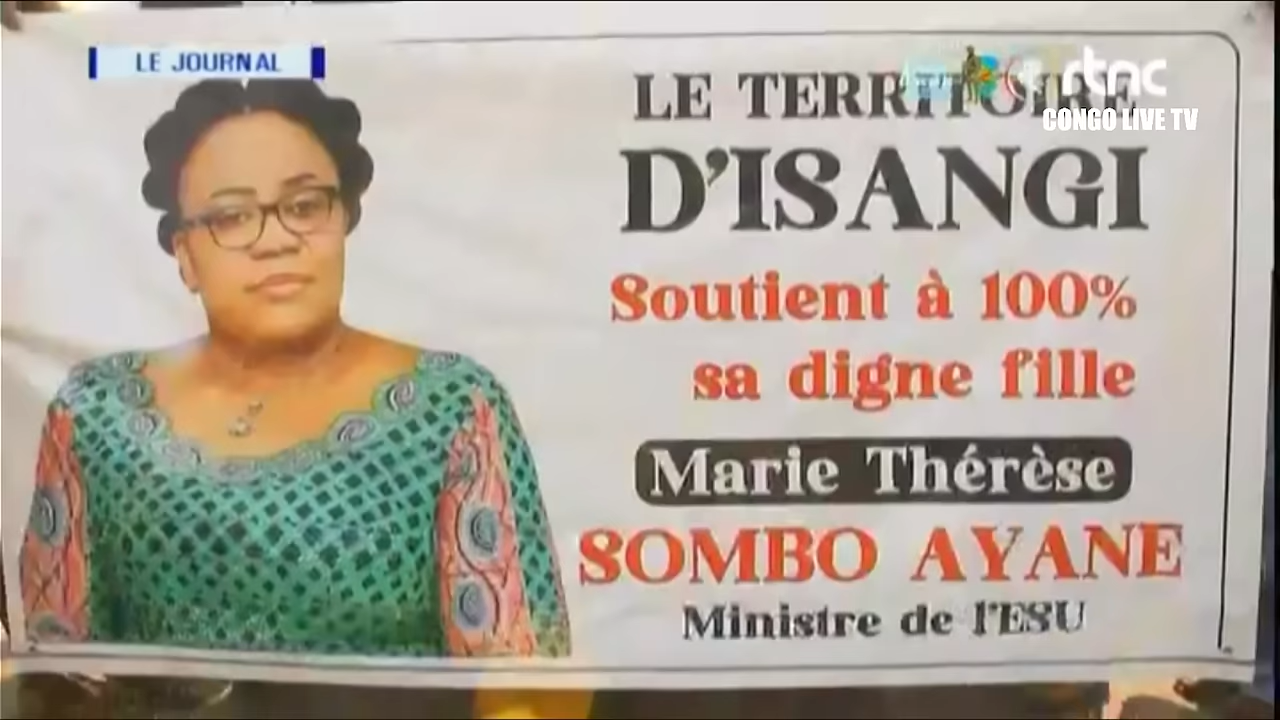 LE JOURNAL
rtnc
CONGO LIVE TV
LE TERRITOIRE
D'ISANGI
Soutient à 100%
sa digne fille
Marie Thérèse
SOMBO AYANE
Ministre de l'ESU